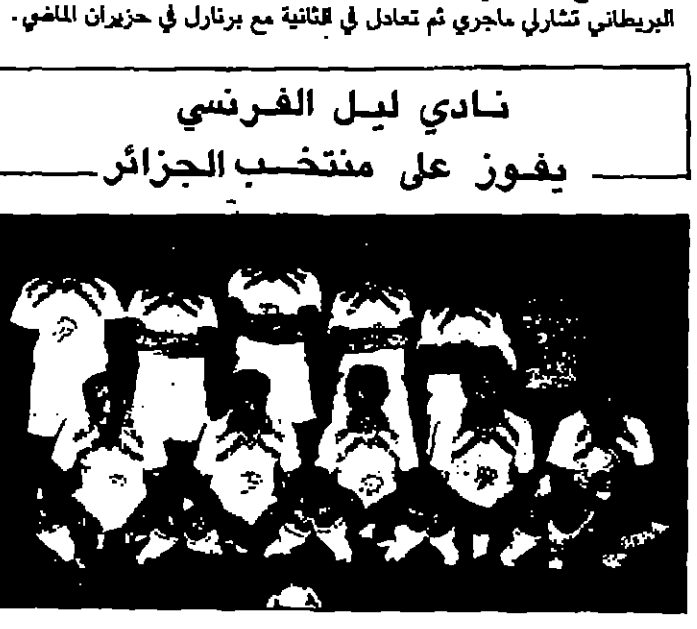 البريطاني تشارلي ماجري ثم تعادل في الثانية مع برنارل في حزيران الماضي .
نادي ليل الفرنسي
يفوز على منتخب الجزائر